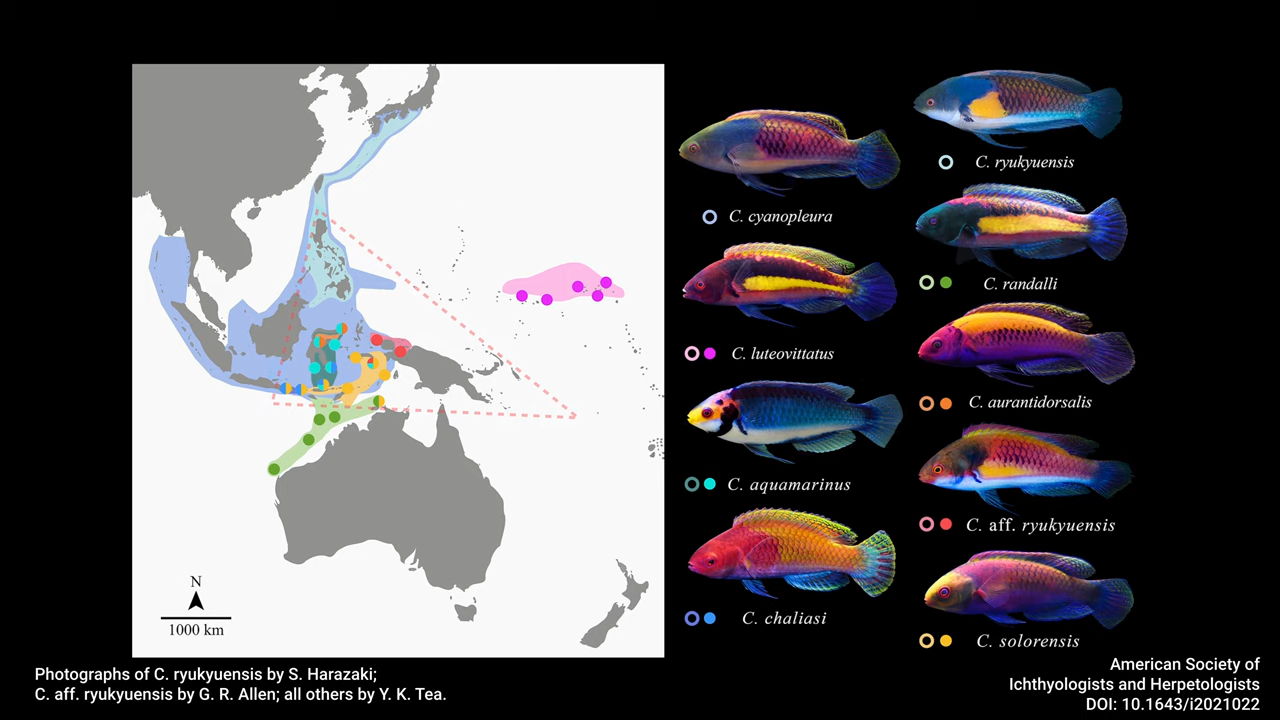 C. ryukyuensis
C. cyanopleura
C. randalli
C. luteovittatus
C. aurantidorsalis
C. aquamarinus
C. aff. ryukyuensis
C. chaliasi
C. solorensis
N
1000 km
Photographs of C. ryukyuensis by S. Harazaki;
C. aff. ryukyuensis by G. R. Allen; all others by Y. K. Tea.
American Society of
Ichthyologists and Herpetologists
DOI: 10.1643/i2021022